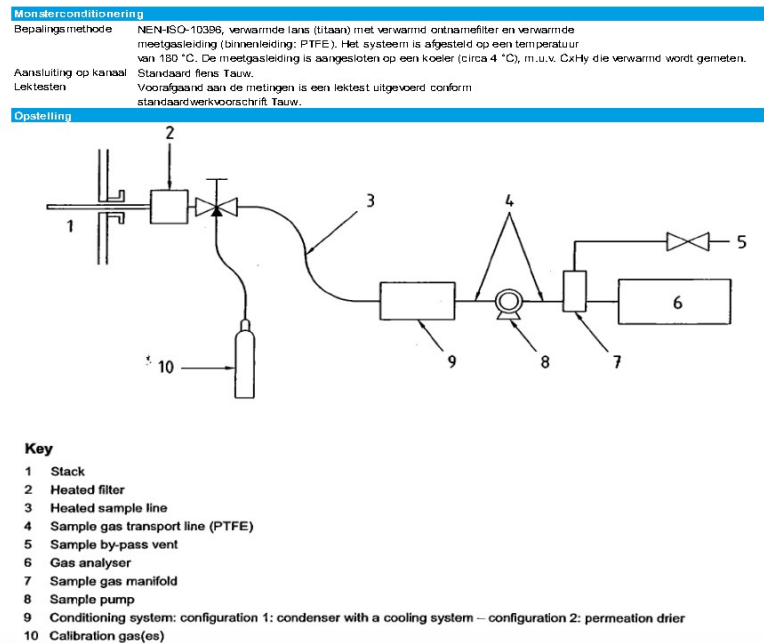 Monsterconditionering
Bepalingsmethode NEN-ISO-10396, verwarmde lans (titaan) met verwarmd ontnamefilter en verwarmde
meetgasleiding (binnenleiding: PTFE). Het systeem is afgesteld op een temperatuur
van 180 °C. De meetgasleiding is aangesloten op een koeler (circa 4 °C), m.u.v. CxHy die verwarmd wordt gemeten.
Aansluiting op kanaal Standaard flens Tauw.
Lektesten Voorafgaand aan de metingen is een lektest uitgevoerd conform
standaardwerkvoorschrift Tauw.
Opstelling
2
1
3
4
5
6
10
9
8
7
Key
1 Stack
2 Heated filter
3 Heated sample line
4 Sample gas transport line (PTFE)
5 Sample by-pass vent
6 Gas analyser
7 Sample gas manifold
8 Sample pump
9 Conditioning system: configuration 1: condenser with a cooling system – configuration 2: permeation drier
10 Calibration gas(es)